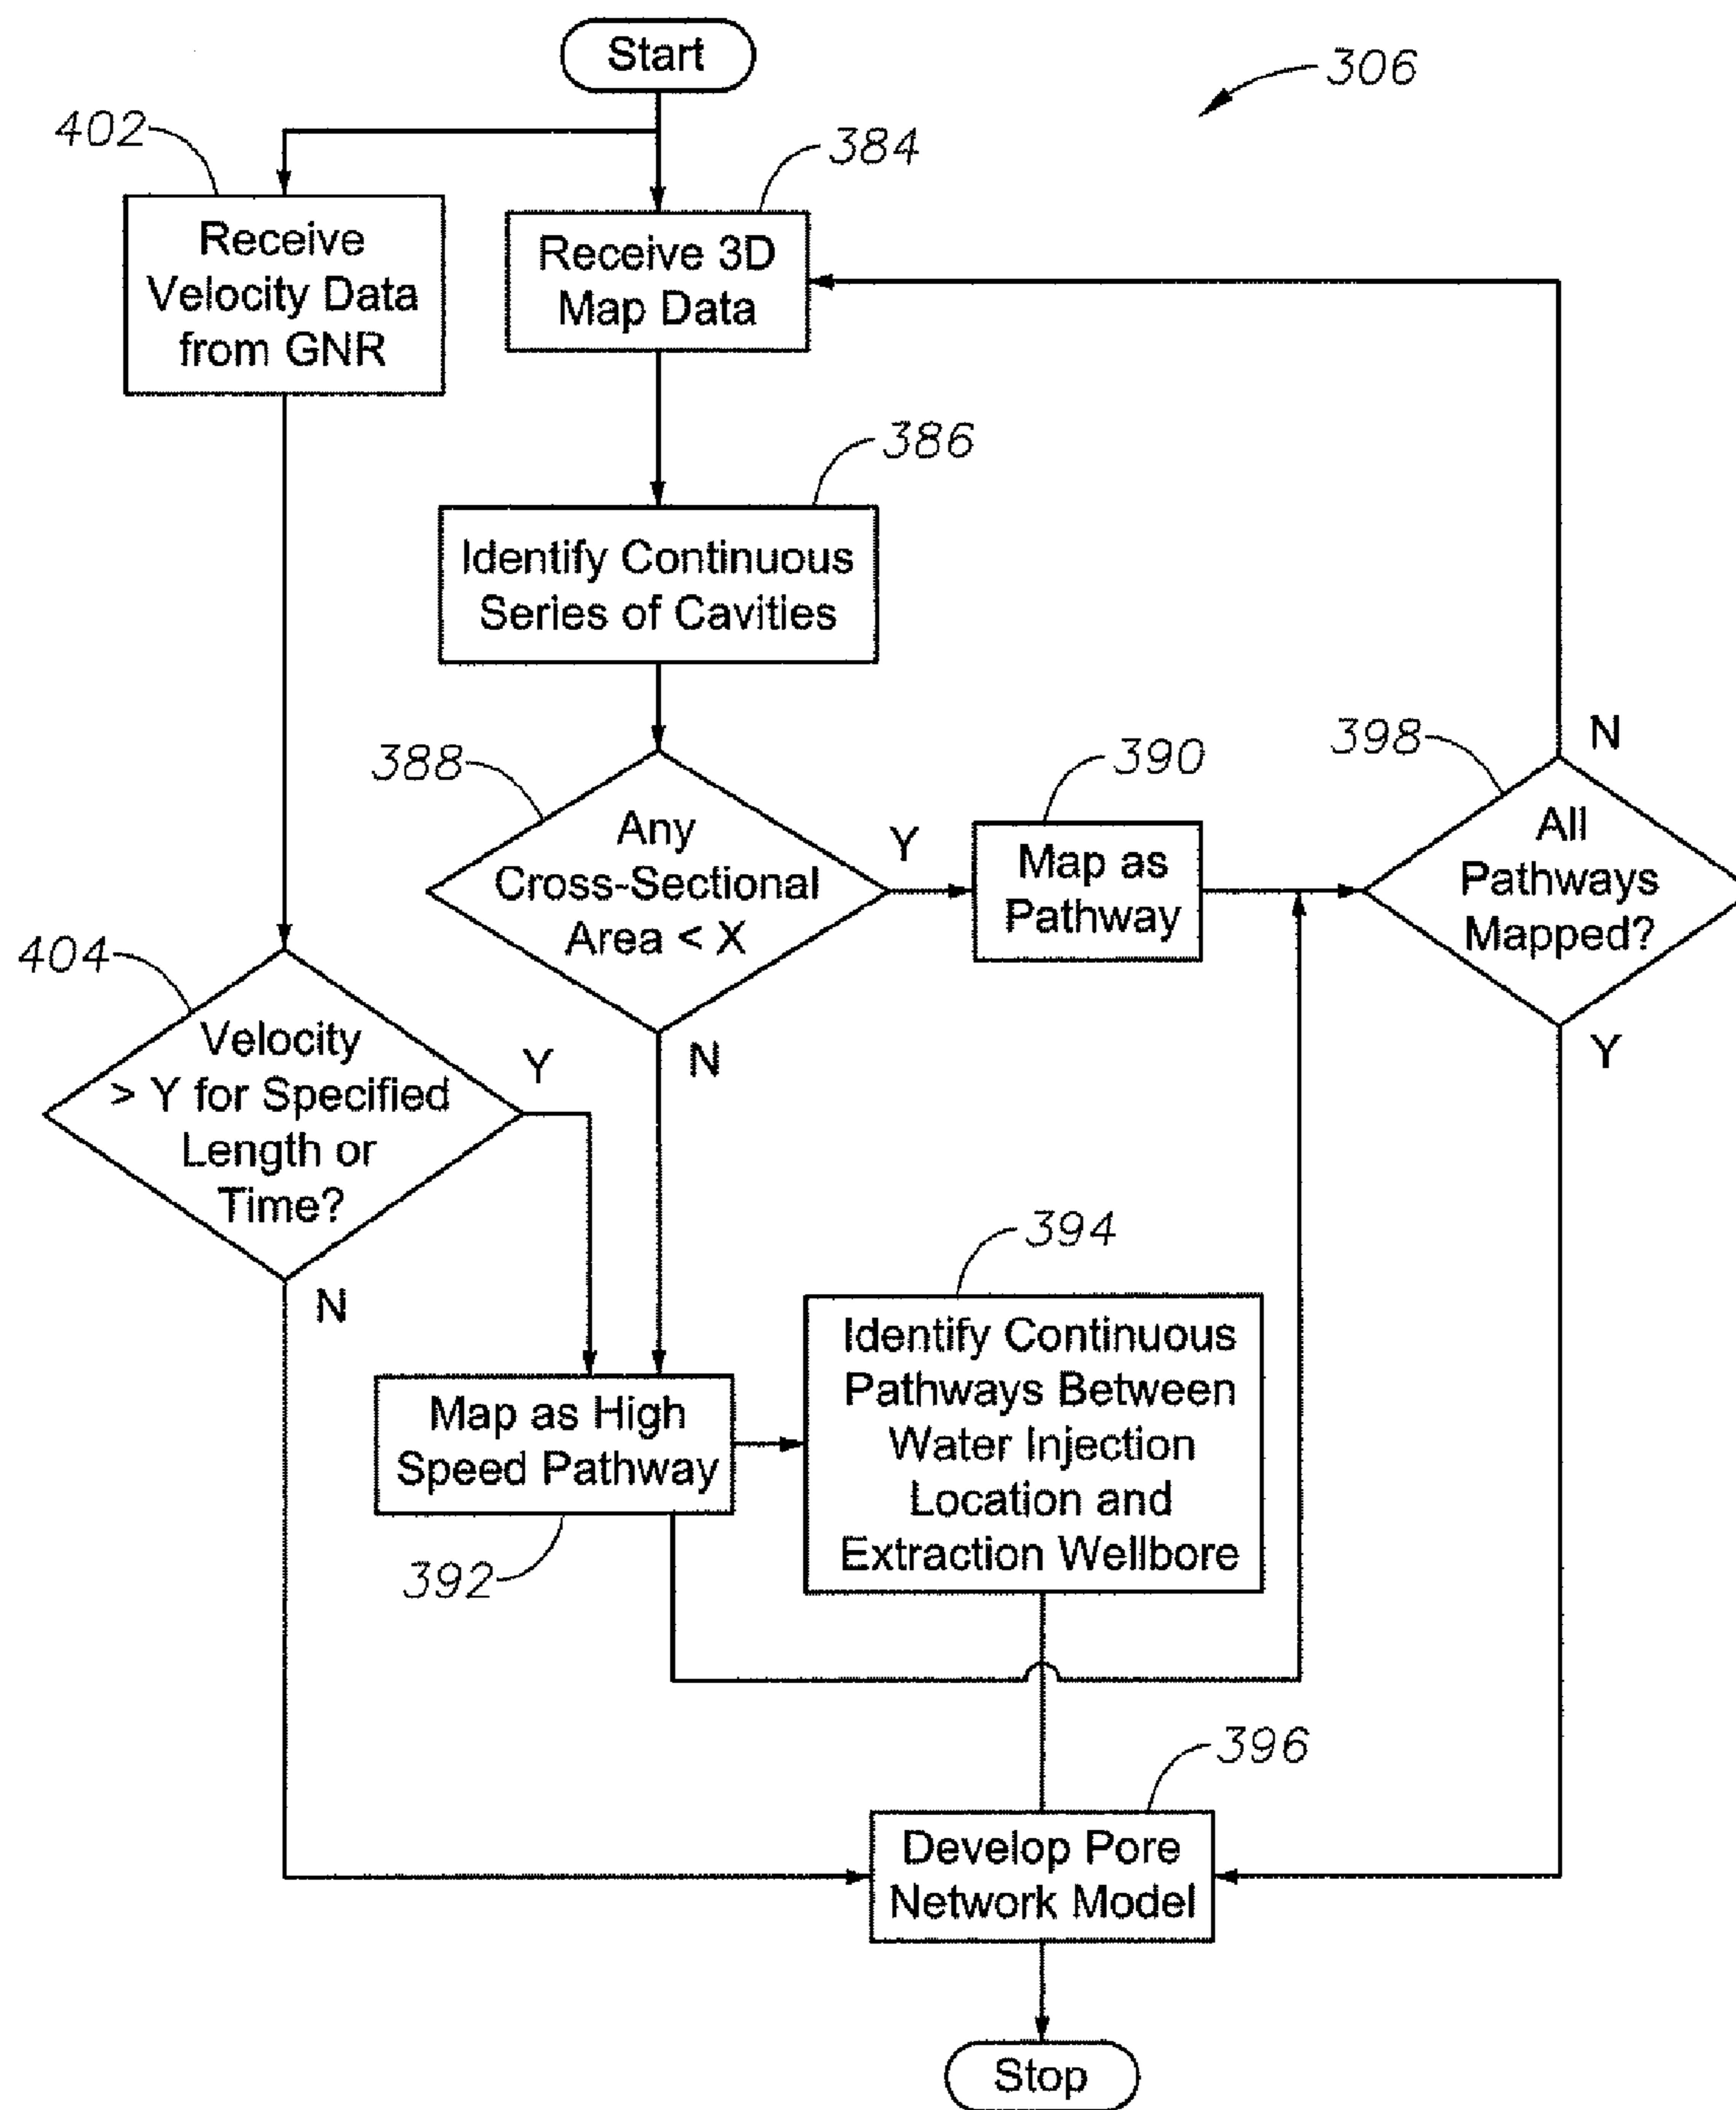 Start
306
402
384
Receive
Velocity Data
from GNR
Receive 3D
Map Data
386
Identify Continuous
Series of Cavities
388
Any
Cross-Sectional
Area < X
Y
N
390
Map as
Pathway
398
N
All
Pathways
Mapped?
Y
404
Velocity
> Y for Specified
Length or
Time?
Y
N
394
Identify Continuous
Pathways Between
Water Injection
Location and
Extraction Wellbore
Map as High
Speed Pathway
392
396
Develop Pore
Network Model
Stop